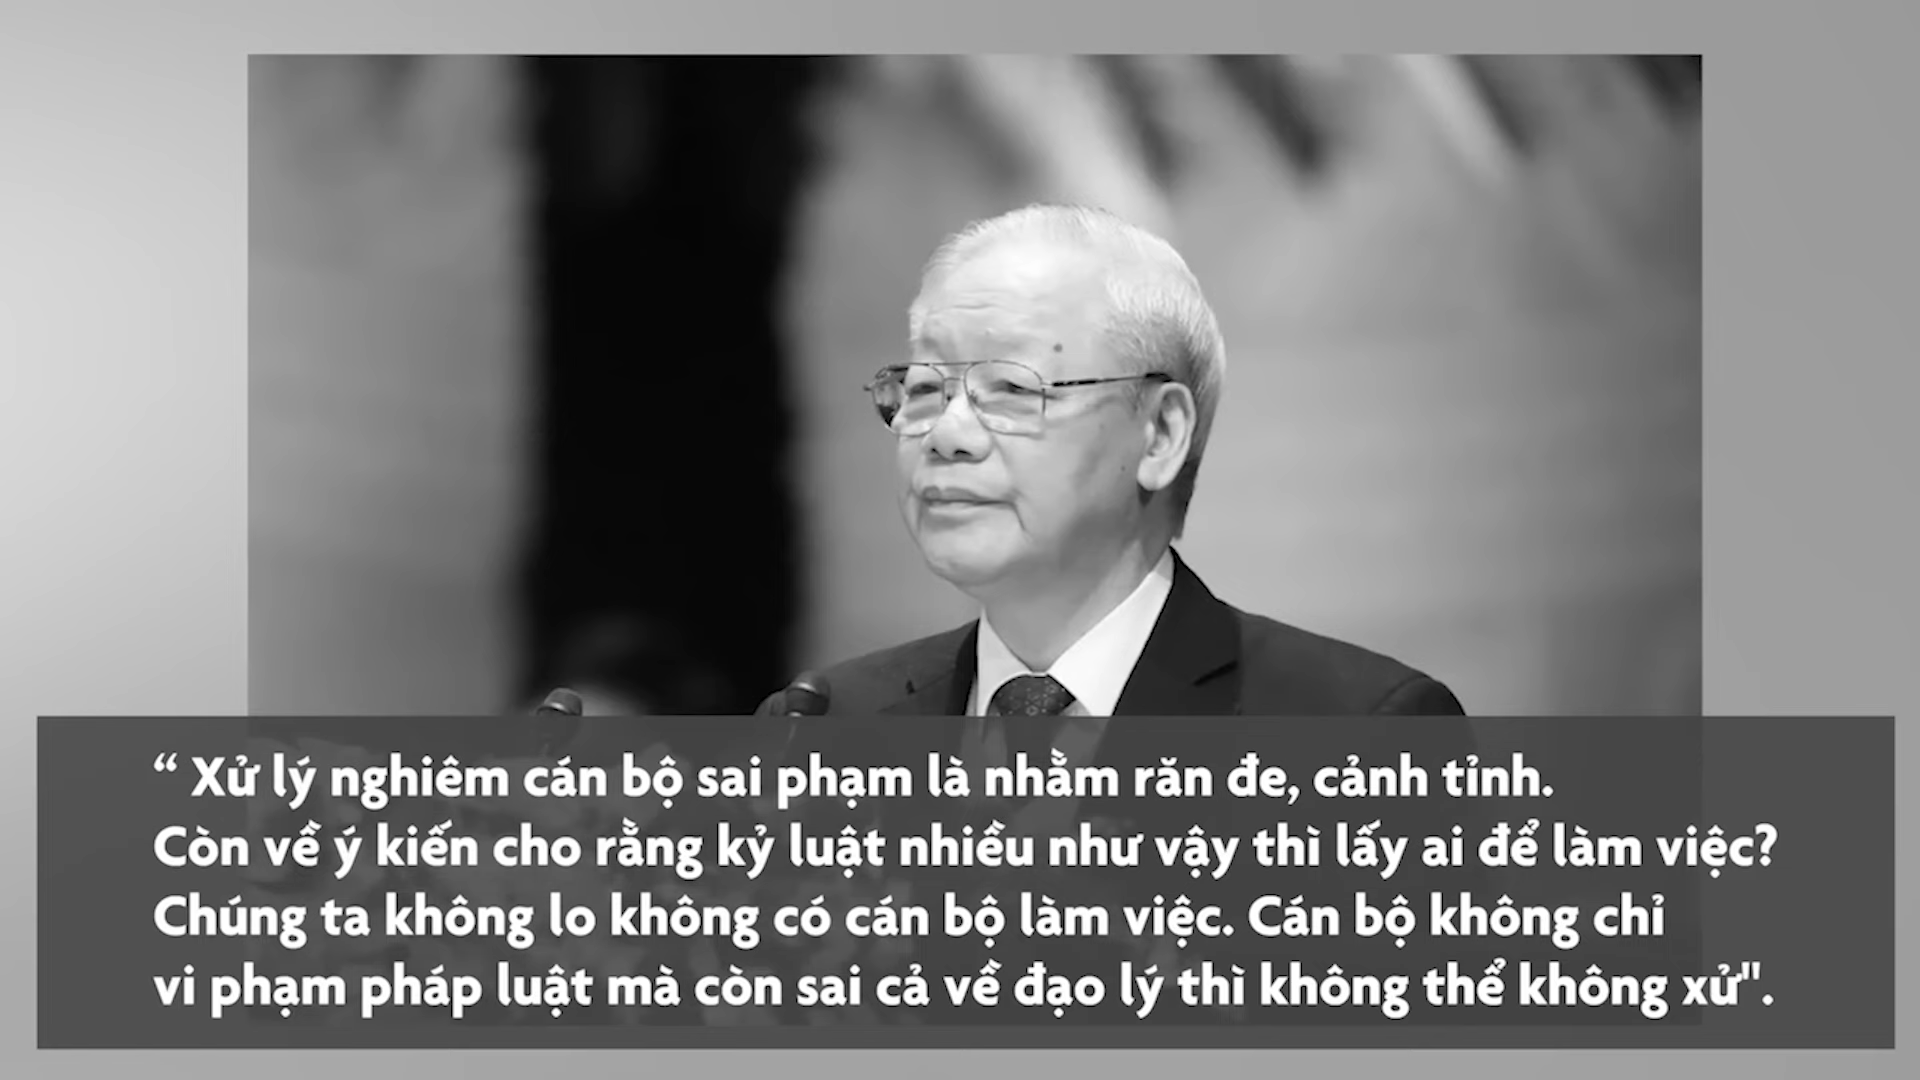 “ Xử lý nghiêm cán bộ sai phạm là nhằm răn đe, cảnh tỉnh.
Còn về ý kiến cho rằng kỷ luật nhiều như vậy thì lấy ai để làm việc?
Chúng ta không lo không có cán bộ làm việc. Cán bộ không chỉ
vi phạm pháp luật mà còn sai cả về đạo lý thì không thể không xử".